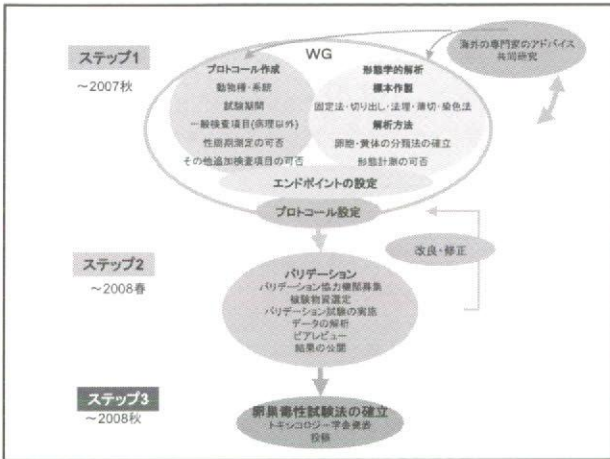 ステップ1
～2007秋
WG
海外の専門家のアドバイス
共同研究
プロトコール作成
動物種・系統
試験期間
一般検査項目(病理以外)
性周期測定の可否
その他追加検査項目の可否
形態学的解析
標本作製
固定法・切り出し・法理・薄切・染色法
解析方法
卵胞・黄体の分類法の確立
形態計測の可否
エンドポイントの設定
プロトコール設定
改良・修正
ステップ2
～2008春
バリデーション
バリデーション協力機関募集
被験物質選定
バリデーション試験の実施
データの解析
ピアレビュー
結果の公開
ステップ3
～2008秋
卵巣毒性試験法の確立
トキシコロジー学会発表
投稿